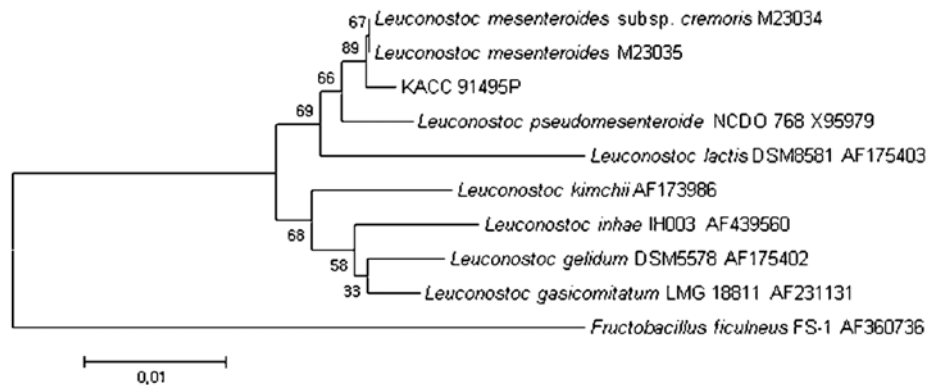 Leuconostoc mesenteroides subsp. cremoris M23034
67
Leuconostoc mesenteroides M23035
89
KACC 91495P
66
Leuconostoc pseudomesenteroide NCDO 768 X95979
69
Leuconostoc lactis DSM8581 AF175403
Leuconostoc kimchii AF173986
68
Leuconostoc inhae IH003 AF439560
58
Leuconostoc gelidum DSM5578 AF175402
33
Leuconostoc gasicomitatum LMG 18811 AF231131
Fructobacillus ficulneus FS-1 AF360736
0,01